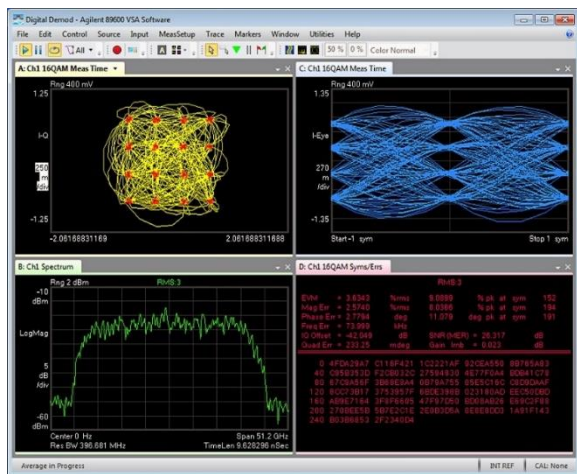 Digital Demod - Agilent 89600 VSA Software
File Edit Control Source Input MeasSetup Trace Markers Window Utilities Help
All 50 % 0 % Color Normal
A: Ch1 16QAM Meas Time
Rng 400 mV
1.25
I-Q
250
m
/div
-1.25
-2.06168831169 2.061688311688
C: Ch1 16QAM Meas Time
Rng 400 mV
1.35
I-Eye
270
m
/div
-1.35
Start -1 sym Stop 1 sym
B: Ch1 Spectrum
Rng 2 dBm RMS:3
-10
dBm
LogMag
5
dB
/div
-60
dBm
Center 0 Hz Span 51.2 GHz
Res BW 396.681 MHz TimeLen 9.628296 nSec
D: Ch1 16QAM Syms/Errs
RMS:3
EVM = 3.6343 %rms 9.0899 % pk at sym 152
Mag Err = 2.5740 %rms 8.0366 % pk at sym 194
Phase Err = 2.7794 deg 11.079 deg pk at sym 191
Freq Err = 73.999 kHz
IQ Offset = -42.049 dB SNR(MER) = 26.317 dB
Quad Err = 233.25 mdeg Gain Imb = 0.023 dB
Average in Progress INT REF CAL: None